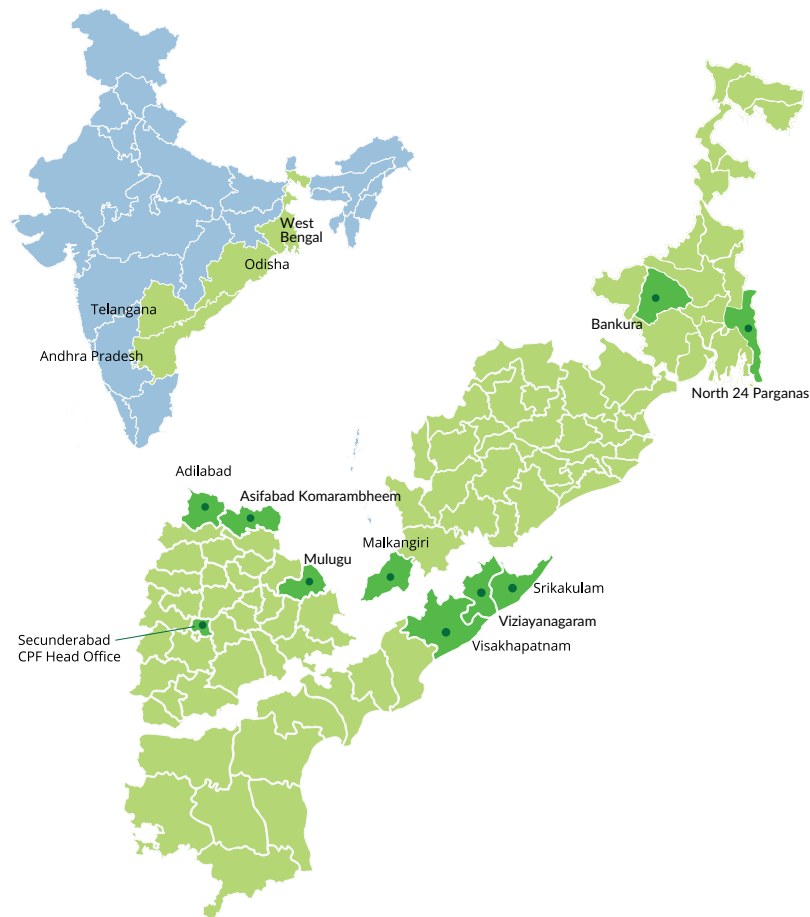 West
Bengal
Odisha
Telangana
Andhra Pradesh
Bankura
North 24 Parganas
Adilabad
Asifabad Komarambheem
Mulugu
Malkangiri
Srikakulam
Viziayanagaram
Visakhapatnam
Secunderabad
CPF Head Office